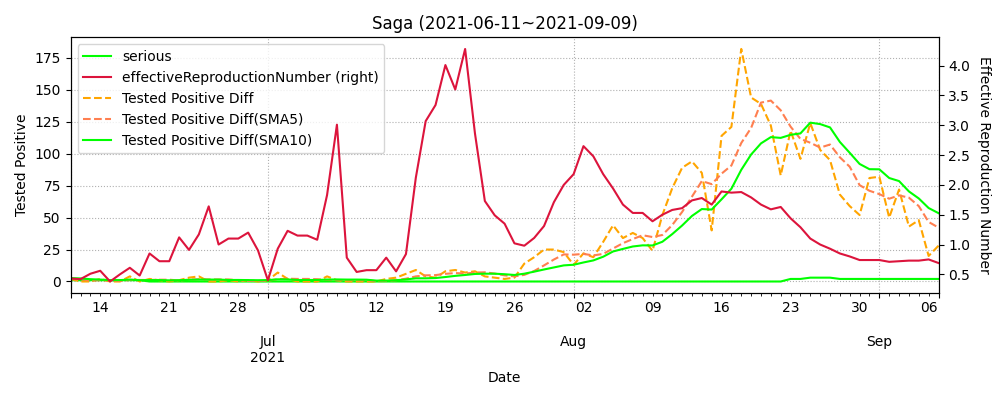 Saga (2021-06-11~2021-09-09)
serious
effectiveReproductionNumber (right)
Tested Positive Diff
Tested Positive Diff(SMA5)
Tested Positive Diff(SMA10)
Tested Positive
175
150
125
100
75
50
25
0
4.0
3.5
3.0
2.5
2.0
1.5
1.0
0.5
Effective Reproduction Number
14 21 28 05 12 19 26 02 09 16 23 30 06
Jul Aug Sep
2021
Date